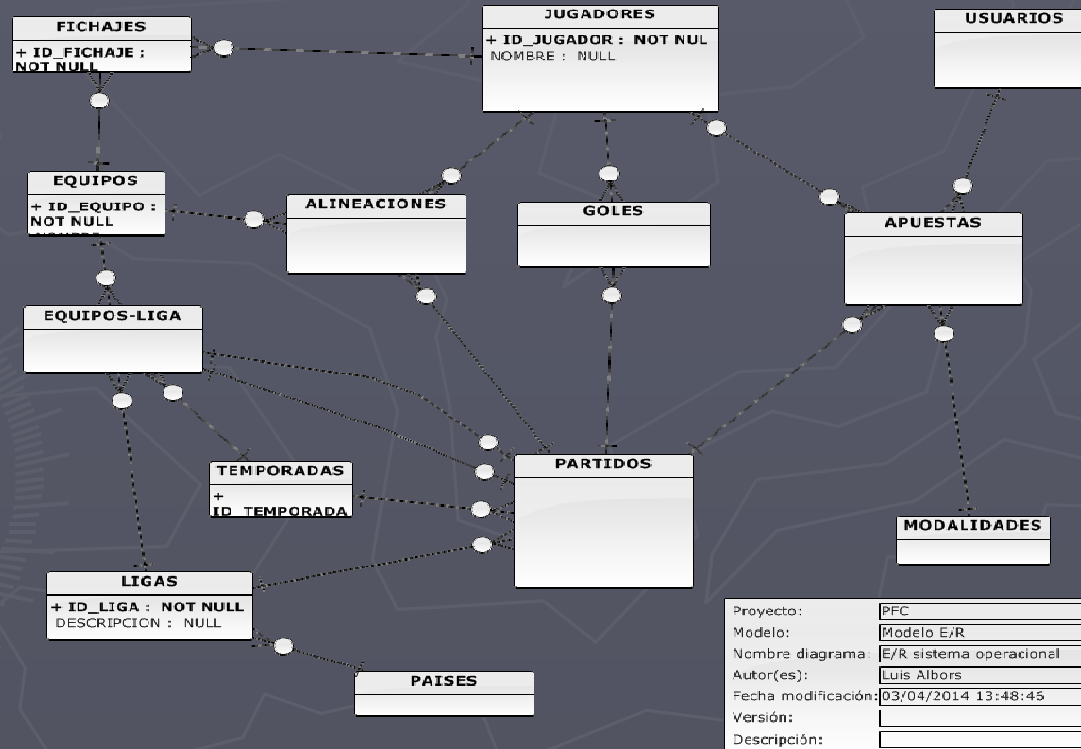 FICHAJES
+ ID_FICHAJE :
NOT NULL
JUGADORES
+ ID_JUGADOR : NOT NUL
NOMBRE : NULL
USUARIOS
EQUIPOS
+ ID_EQUIPO :
NOT NULL
ALINEACIONES
GOLES
APUESTAS
EQUIPOS-LIGA
TEMPORADAS
+
ID_TEMPORADA
PARTIDOS
MODALIDADES
LIGAS
+ ID_LIGA : NOT NULL
DESCRIPCION : NULL
PAISES
Proyecto: PFC
Modelo: Modelo E/R
Nombre diagrama: E/R sistema operacional
Autor(es): Luis Albors
Fecha modificación: 03/04/2014 13:48:45
Versión:
Descripción: